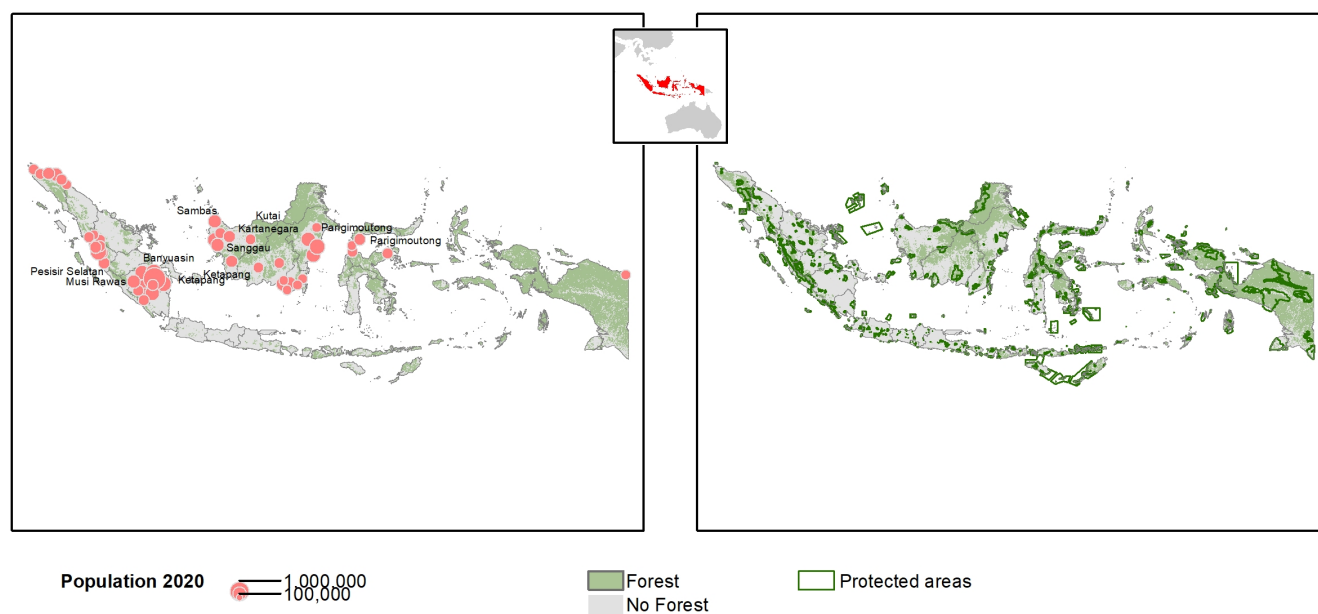 Sambas
Kutai
Kartanegara
Parigimoutong
Sanggau
Parigimoutong
Banyuasin
Pesisir Selatan
Ketapang
Musi Rawas
Ketapang
Population 2020
1,000,000
100,000
Forest
No Forest
Protected areas